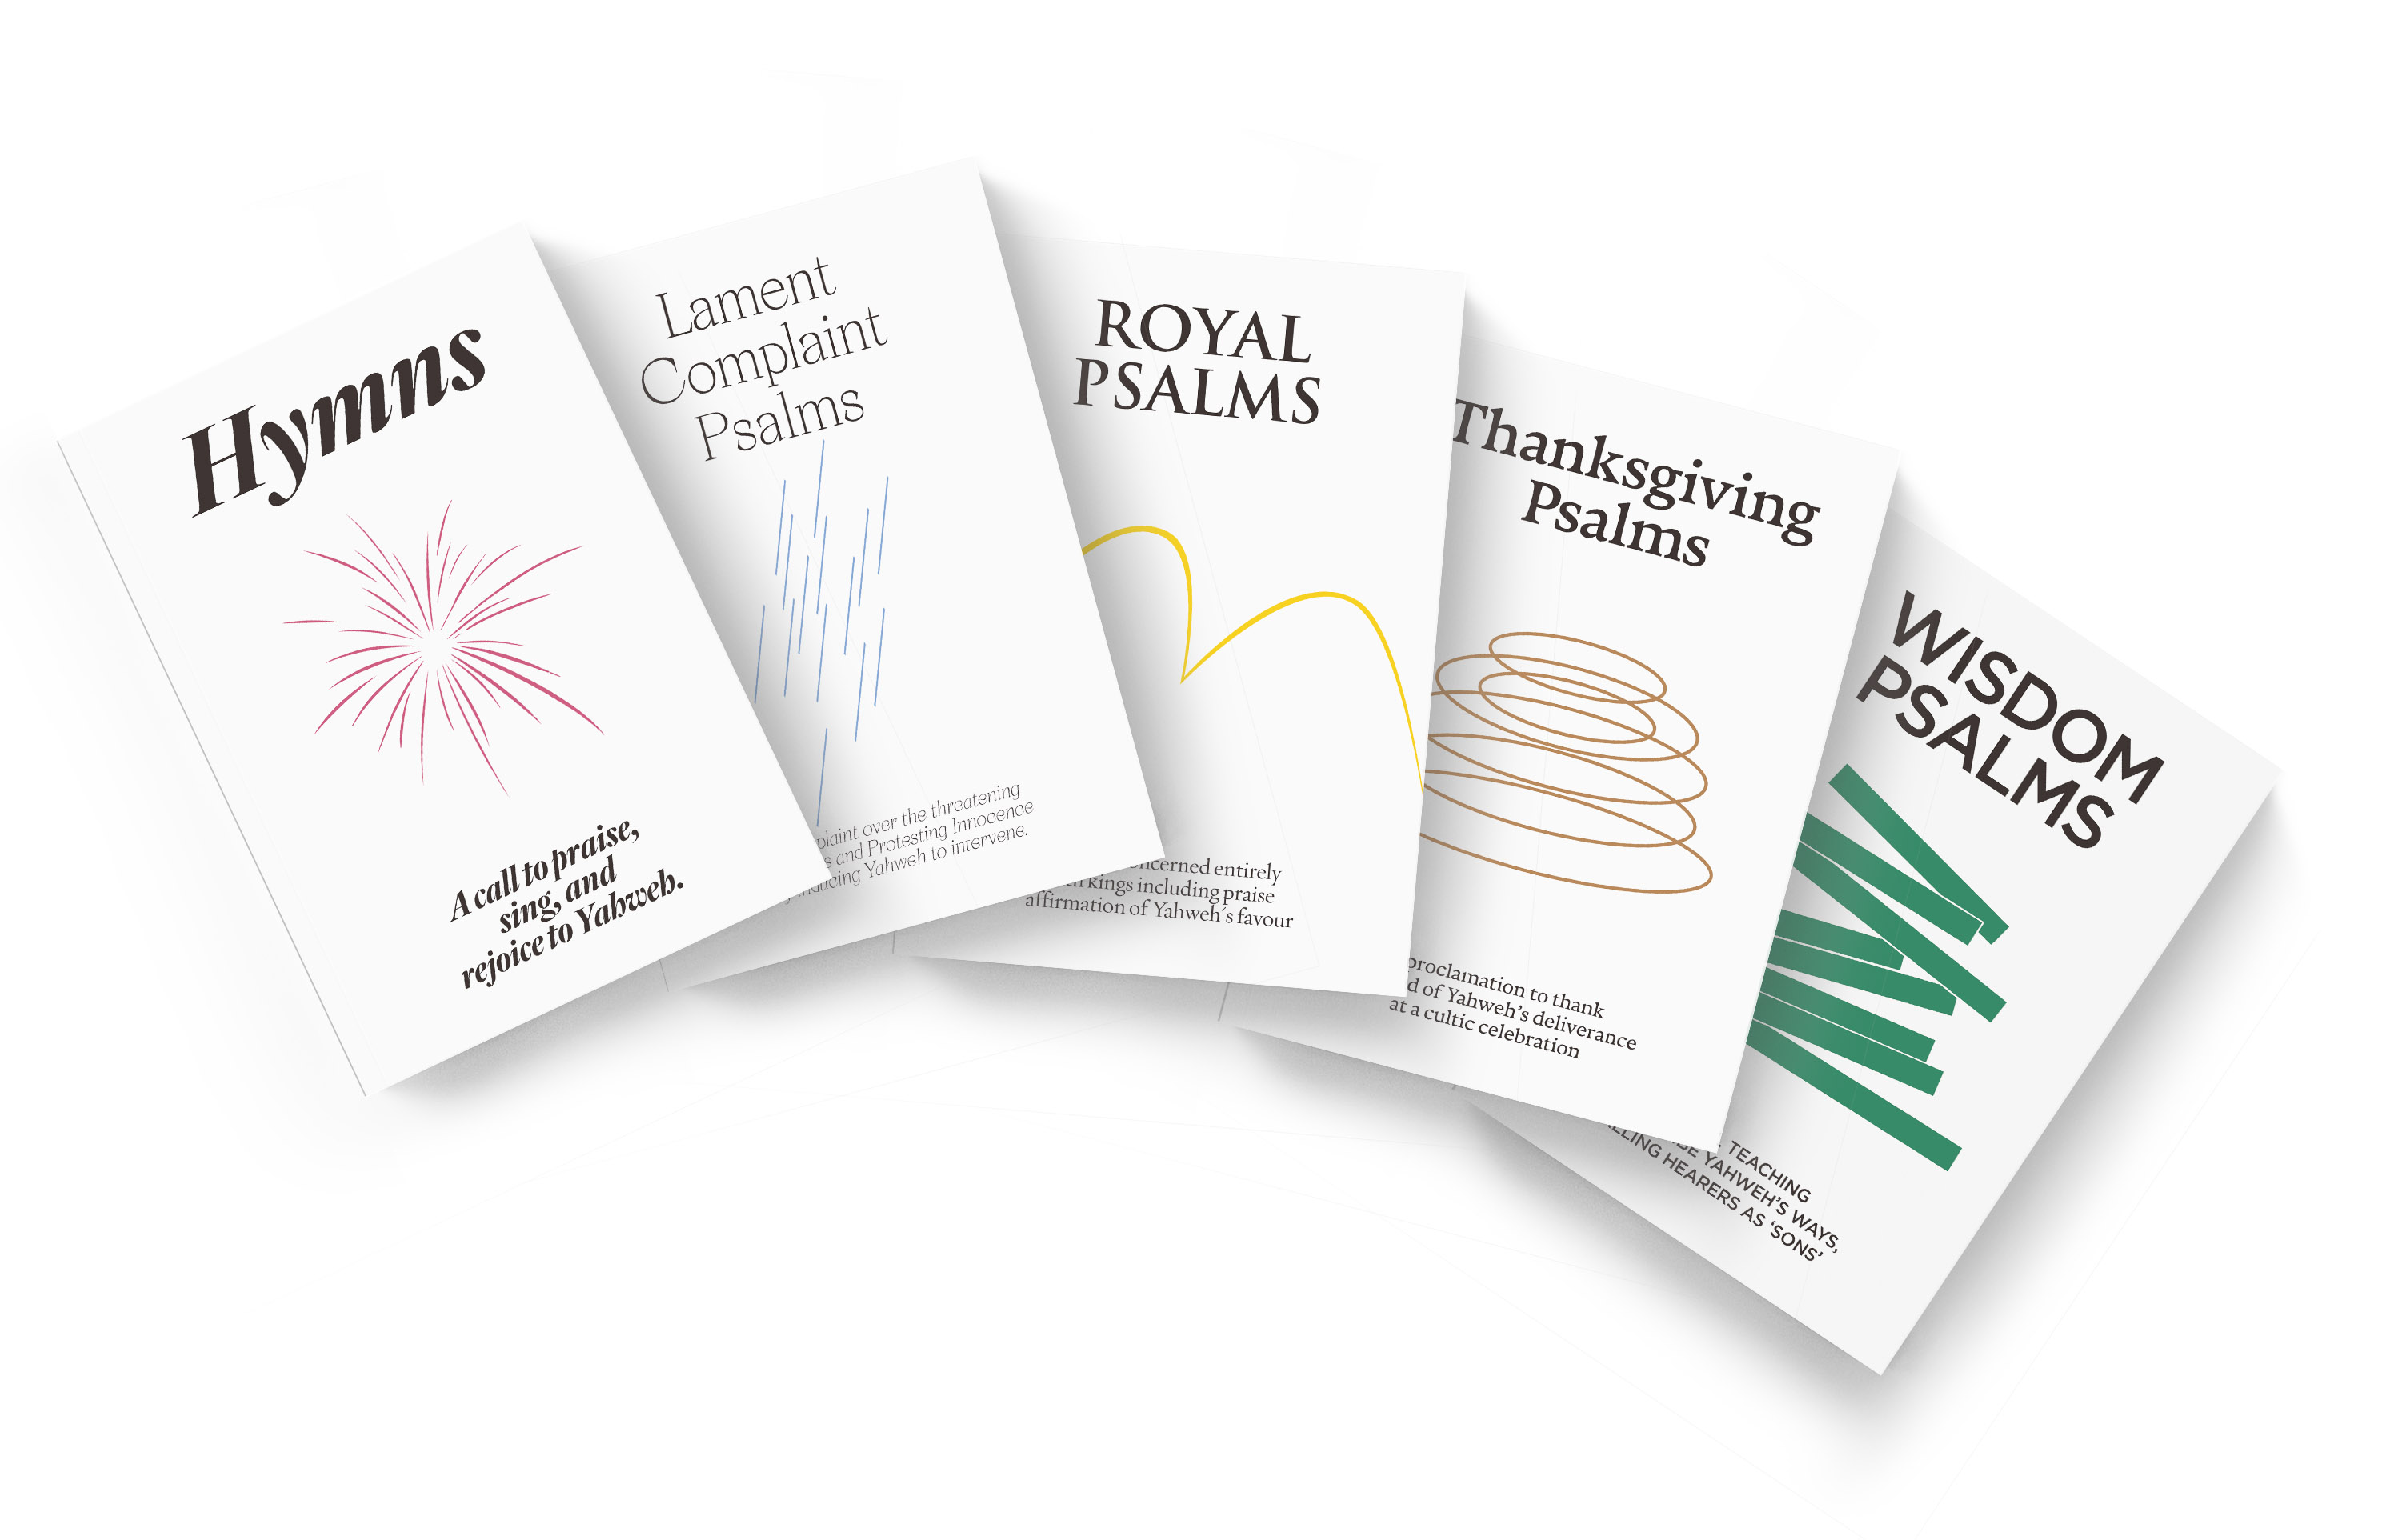 Hymns
A call to praise,
sing, and
rejoice to Yahweh.
Lament
Complaint
Psalms
over the threatening
and Protesting Innocence
Yahweh to intervene.
ROYAL
PSALMS
entirely
kings including praise
affirmation of Yahweh´s favour
Thanksgiving
Psalms
proclamation to thank
of Yahweh’s deliverance
at a cultic celebration
WISDOM
PSALMS
TEACHING
YAHWEH’S WAYS,
HEARERS AS ‘SONS’